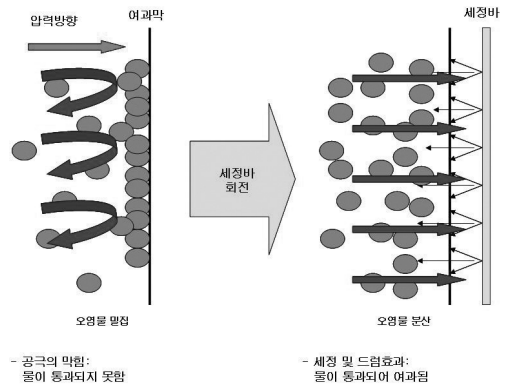 압력방향
여과막
세정바
세정바
회전
오염물 밀집
오염물 분산
- 공극의 막힘:
물이 통과되지 못함
- 세정 및 드럼효과:
물이 통과되어 여과됨